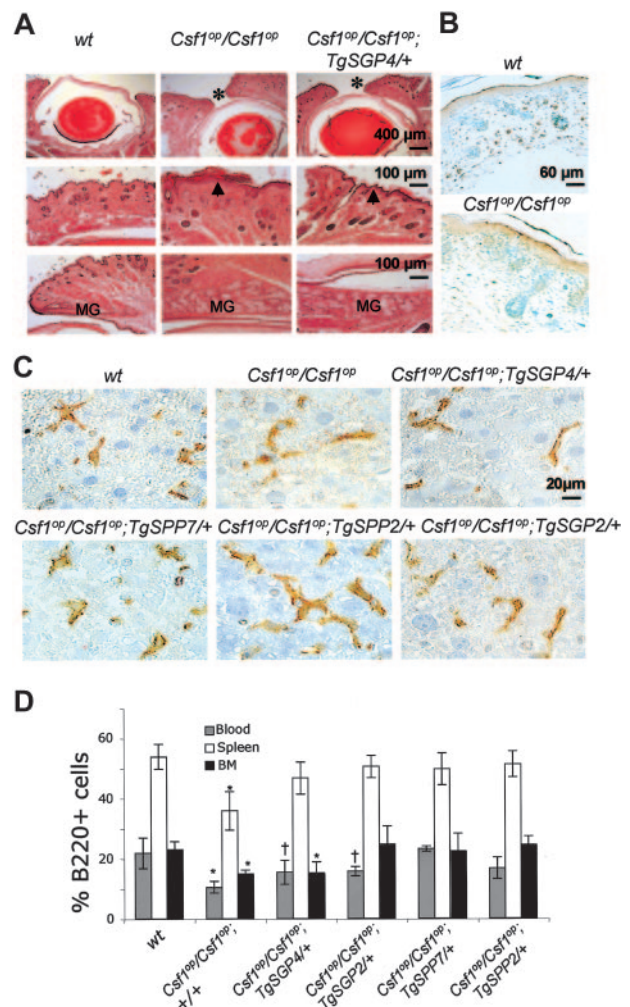 A
wt
Csf1op/Csf1op
Csf1op/Csf1op;
TgSGP4/+
*
*
400 µm
100 µm
100 µm
MG
MG
MG
B
wt
60 µm
Csf1op/Csf1op
C
wt
Csf1op/Csf1op
Csf1op/Csf1op;TgSGP4/+
20µm
Csf1op/Csf1op;TgSPP7/+
Csf1op/Csf1op;TgSPP2/+
Csf1op/Csf1op;TgSGP2/+
D
% B220+ cells
60
40
20
0
Blood
Spleen
BM
*
*
*
†
*
†
wt
Csf1op/Csf1op;
+/+
Csf1op/Csf1op;
TgSGP4/+
Csf1op/Csf1op;
TgSGP2/+
Csf1op/Csf1op;
TgSPP7/+
Csf1op/Csf1op;
TgSPP2/+